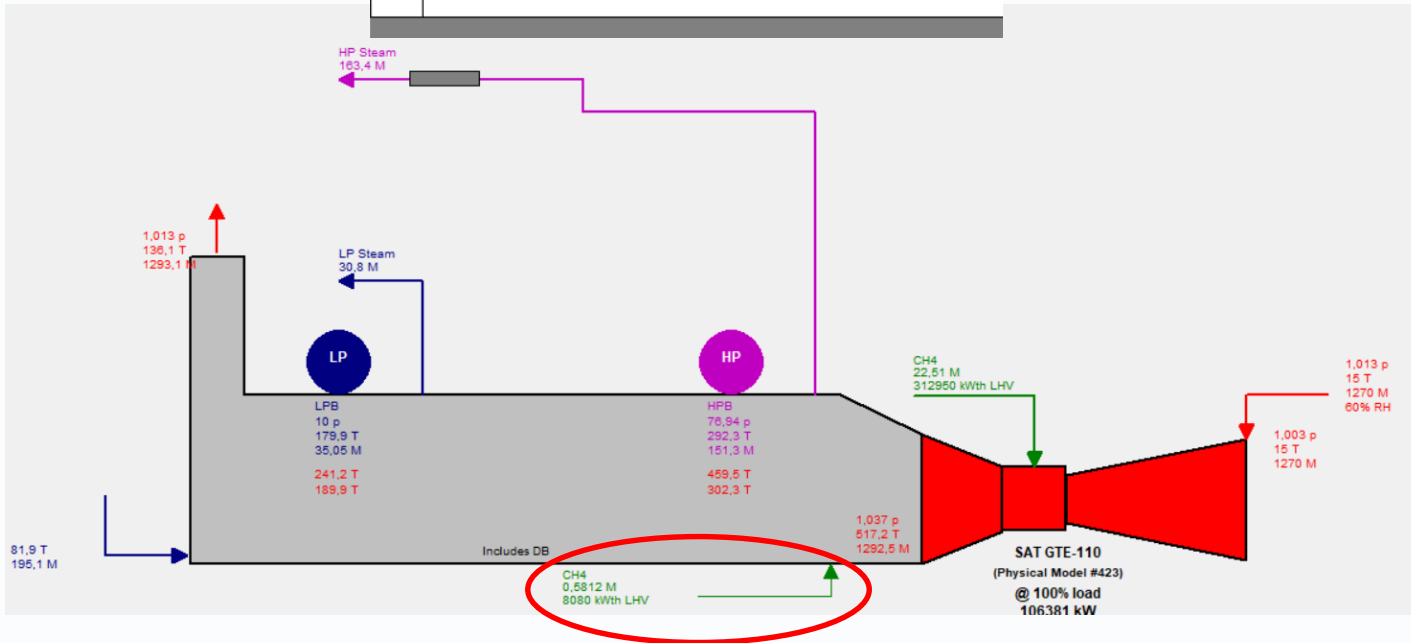 HP Steam
163,4 M
1,013 p
136,1 T
1293,1 M
LP Steam
30,8 M
LP
HP
CH4
22,51 M
312950 kWth LHV
1,013 p
15 T
1270 M
60% RH
1,003 p
15 T
1270 M
LPB
10 p
179,9 T
35,05 M
241,2 T
189,9 T
HPB
76,94 p
292,3 T
151,3 M
459,5 T
302,3 T
1,037 p
517,2 T
1292,5 M
81,9 T
195,1 M
Includes DB
CH4
0,5812 M
8080 kWth LHV
SAT GTE-110
(Physical Model #423)
@ 100% load
106381 kW